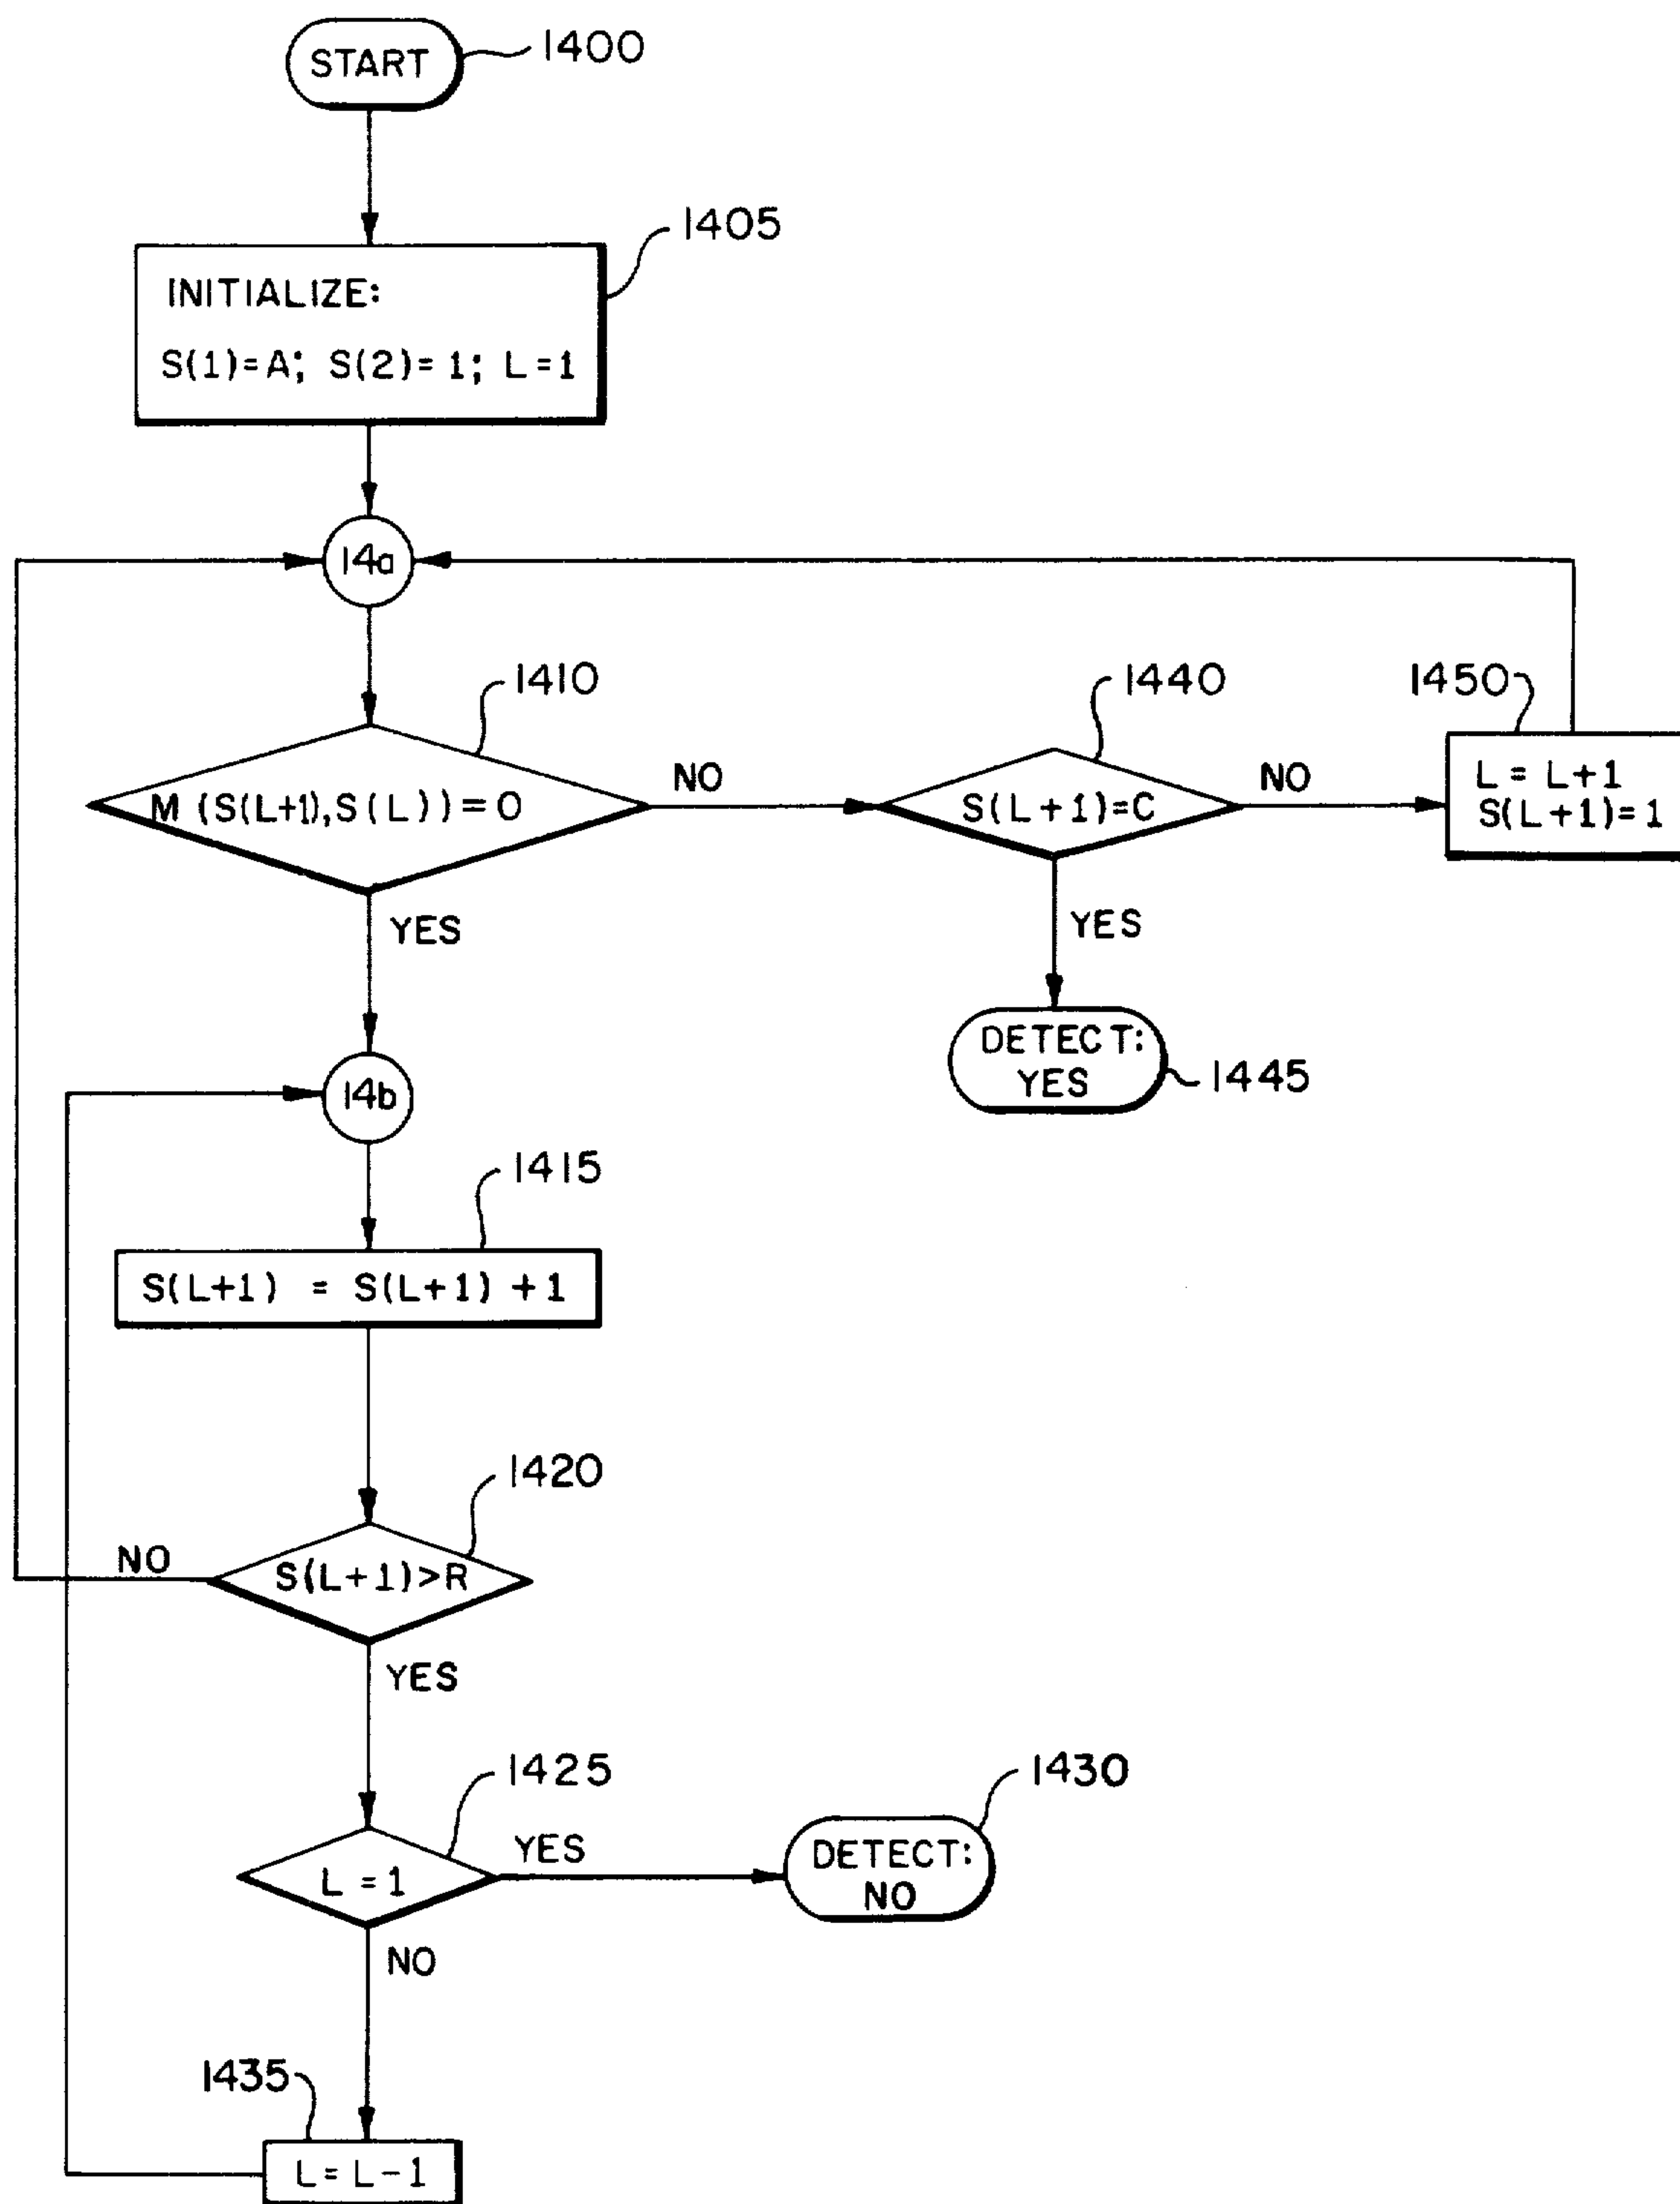 START
1400
1405
INITIALIZE:
S(1)=A; S(2)=1; L=1
14a
1410
M (S(L+1),S(L))=0
NO
1440
S(L+1)=C
NO
1450
L=L+1
S(L+1)=1
YES
YES
DETECT:
YES
1445
14b
1415
S(L+1) = S(L+1) +1
1420
NO
S(L+1)>R
YES
1425
L=1
YES
1430
DETECT:
NO
NO
1435
L=L-1